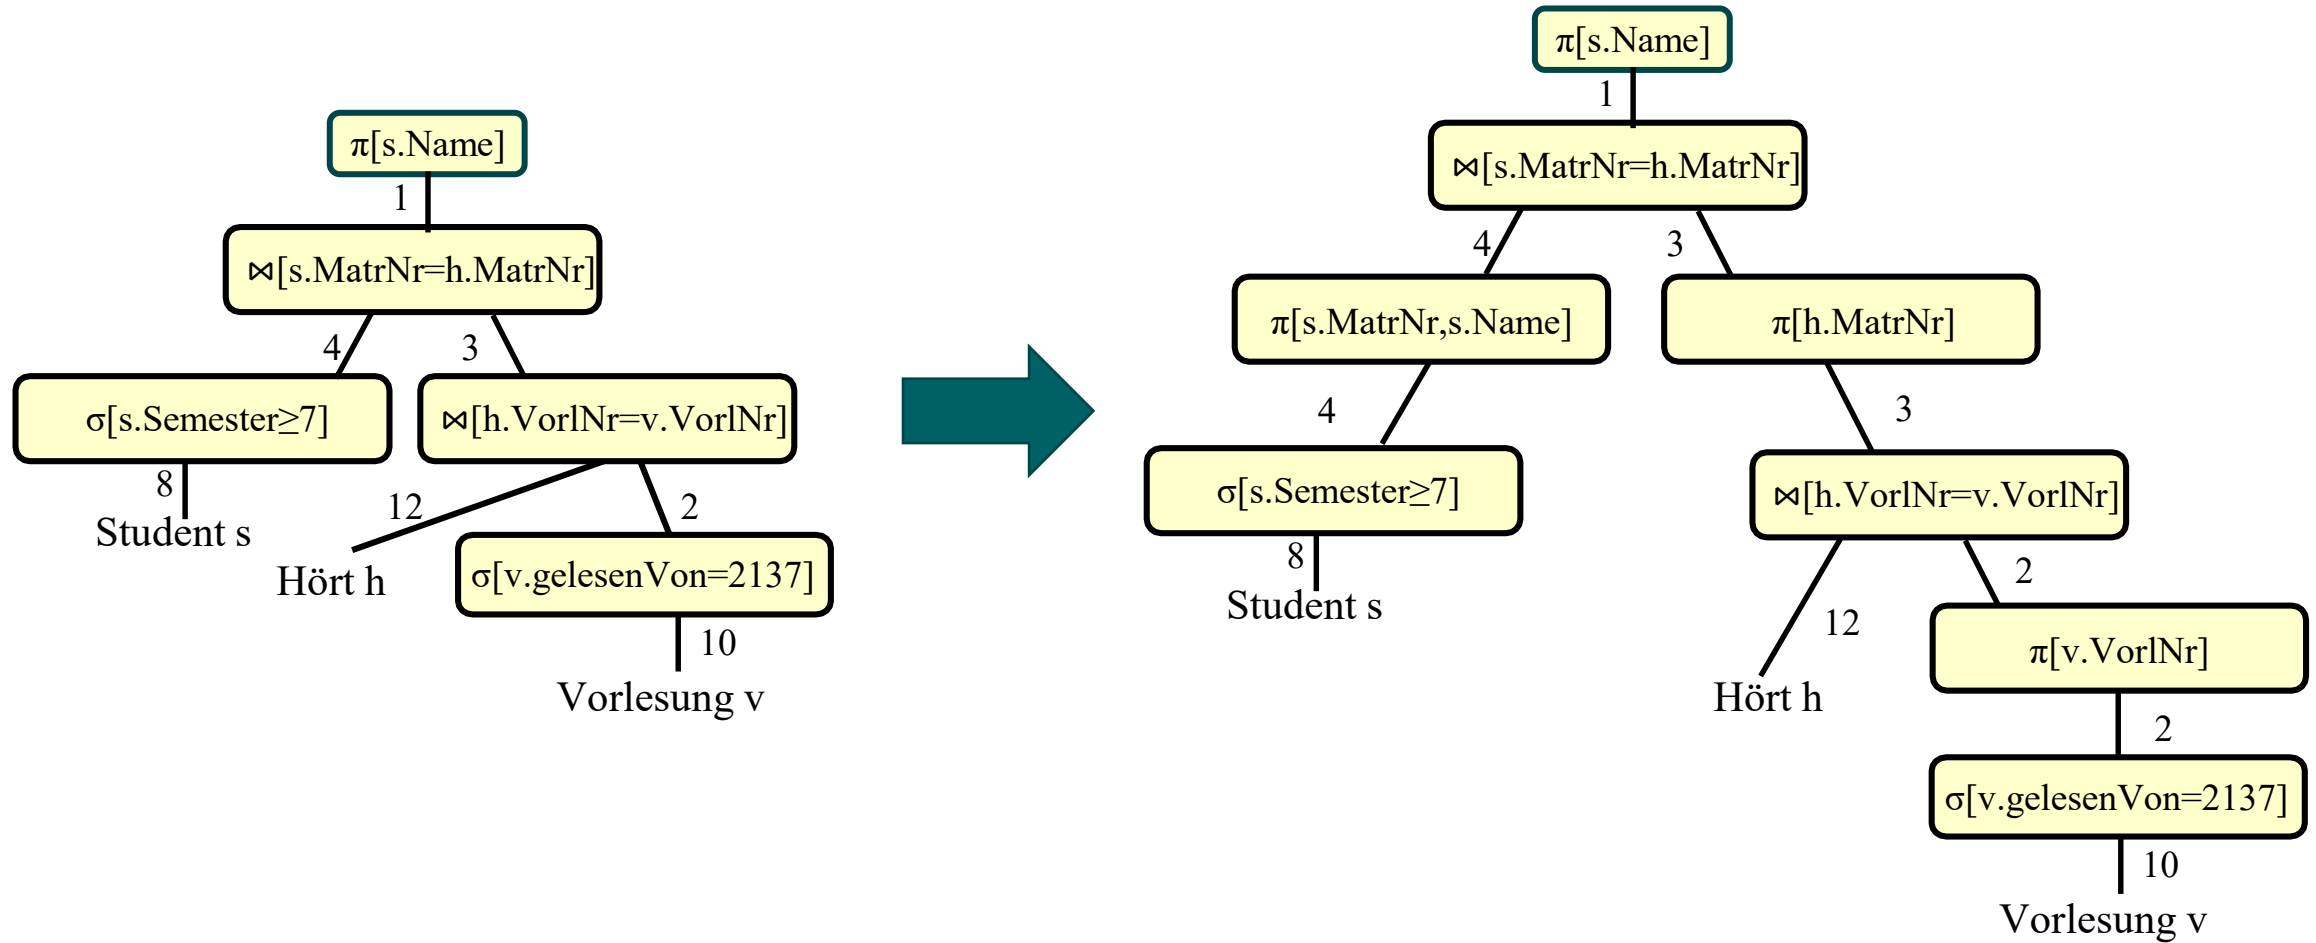 π[s.Name]
1
⋈[s.MatrNr=h.MatrNr]
4
3
σ[s.Semester≥7]
⋈[h.VorlNr=v.VorlNr]
8
12
2
Student s
Hört h
σ[v.gelesenVon=2137]
10
Vorlesung v
π[s.Name]
1
⋈[s.MatrNr=h.MatrNr]
4
3
π[s.MatrNr,s.Name]
π[h.MatrNr]
4
3
σ[s.Semester≥7]
⋈[h.VorlNr=v.VorlNr]
8
2
Student s
12
π[v.VorlNr]
Hört h
2
σ[v.gelesenVon=2137]
10
Vorlesung v